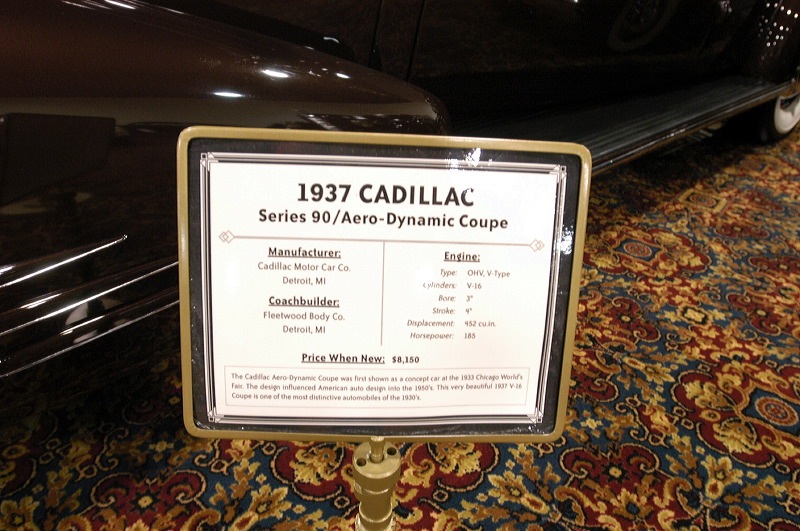 1937 CADILLAC
Series 90/Aero-Dynamic Coupe
Manufacturer:
Cadillac Motor Car Co.
Detroit, MI
Coachbuilder:
Fleetwood Body Co.
Detroit, MI
Engine:
Type: OHV, V-Type
Cylinders: V-16
Bore: 3"
Stroke: 4"
Displacement: 452 cu.in.
Horsepower: 185
Price When New: $8,150
The Cadillac Aero-Dynamic Coupe was first shown as a concept car at the 1933 Chicago World's
Fair. The design influenced American auto design into the 1950's. This very beautiful 1937 V-16
Coupe is one of the most distinctive automobiles of the 1930's.